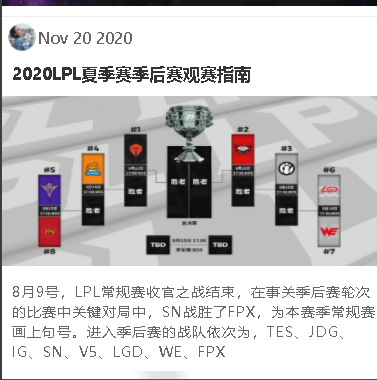 Nov 20 2020
2020LPL夏季赛季后赛观赛指南
#1
#2
#4
#3
#5
#6
胜者
胜者
胜者
胜者
胜者
胜者
LGD
WE
TBD
TBD
#8
#7
8月9号，LPL常规赛收官之战结束，在事关季后赛轮次
的比赛中关键对局中，SN战胜了FPX，为本赛季常规赛
画上句号。进入季后赛的战队依次为，TES、JDG、
IG、SN、V5、LGD、WE、FPX